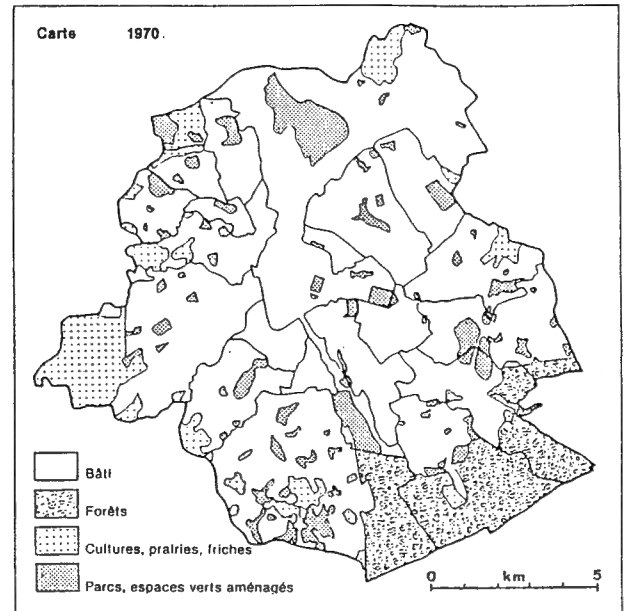 Carte 1970.
Bâti
Forêts
Cultures, prairies, friches
Parcs, espaces verts aménagés
0 km 5